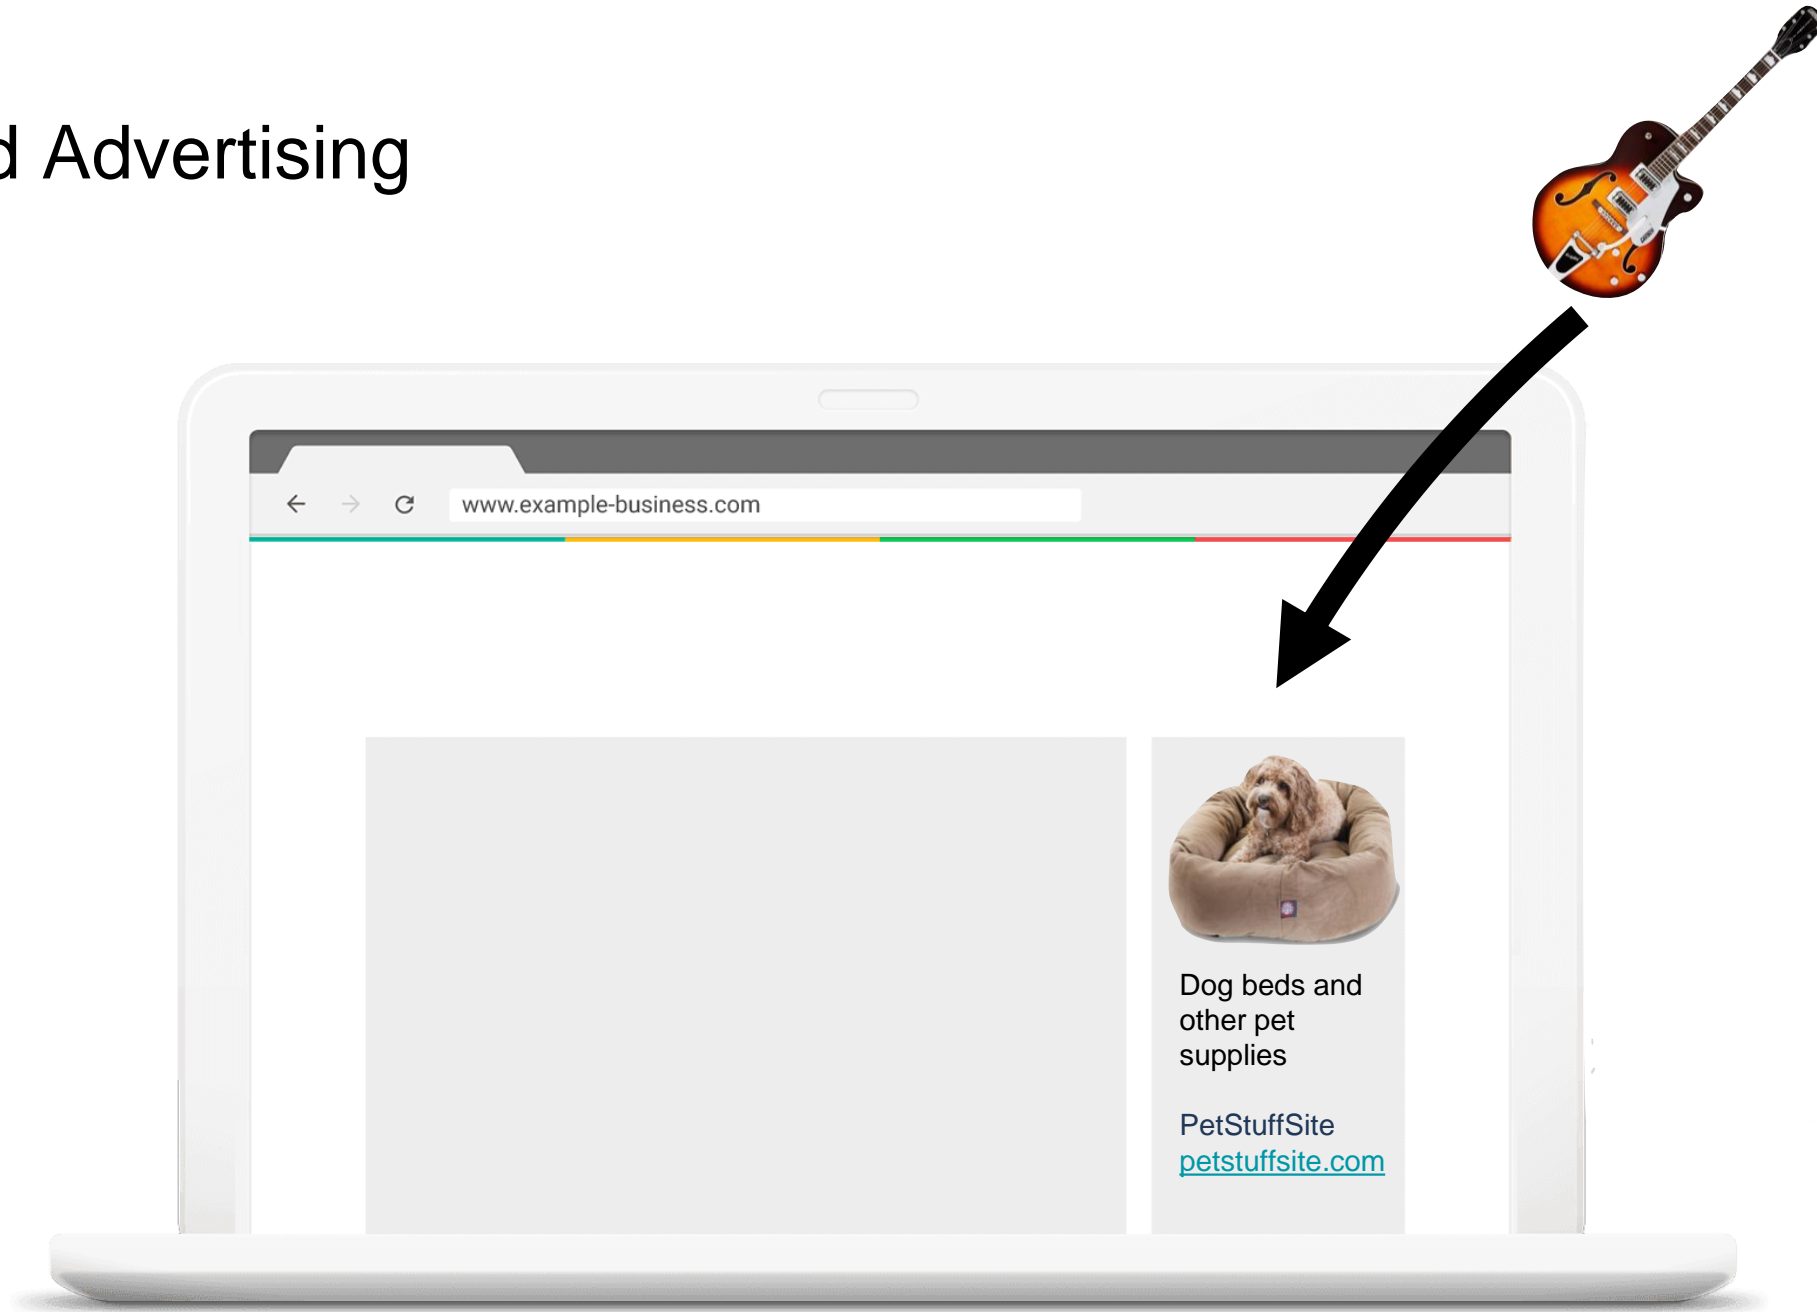 d Advertising
www.example-business.com
Dog beds and
other pet
supplies
PetStuffSite
petstuffsite.com